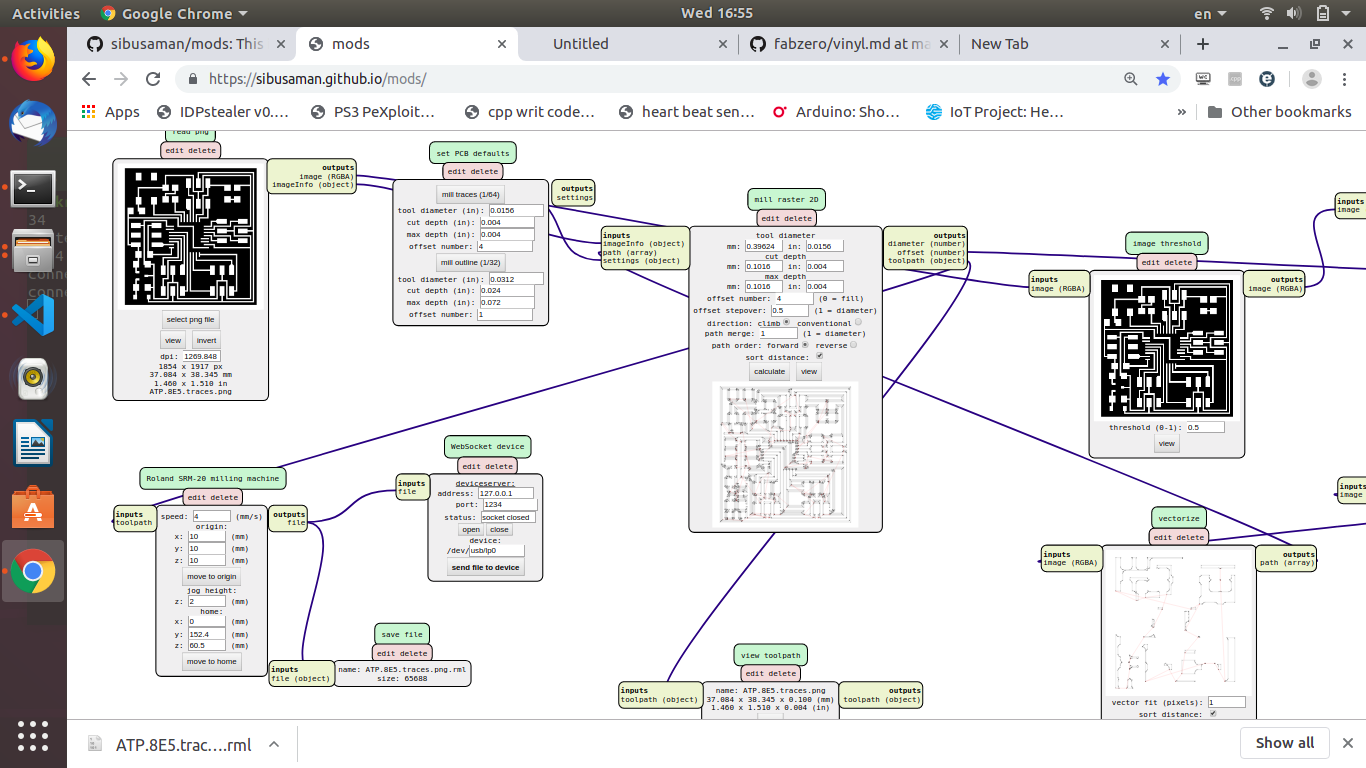 Activities
Google Chrome
Wed 16:55
en
sibusaman/mods: This
mods
Untitled
fabzero/vinyl.md at ma
New Tab
https://sibusaman.github.io/mods/
Apps
IDPstealer v0....
PS3 PeXploit...
cpp writ code...
heart beat sen...
Arduino: Sho...
IoT Project: He...
»
Other bookmarks
read png
edit delete
outputs
image (RGBA)
imageInfo (object)
select png file
view
invert
dpi: 1269.848
1854 x 1917 px
37.084 x 38.345 mm
1.460 x 1.510 in
ATP.8E5.traces.png
set PCB defaults
edit delete
outputs
settings
mill traces (1/64)
tool diameter (in): 0.0156
cut depth (in): 0.004
max depth (in): 0.004
offset number: 4
mill outline (1/32)
tool diameter (in): 0.0312
cut depth (in): 0.024
max depth (in): 0.072
offset number: 1
mill raster 2D
edit delete
inputs
imageInfo (object)
path (array)
settings (object)
tool diameter
mm: 0.39624 in: 0.0156
cut depth
mm: 0.1016 in: 0.004
max depth
mm: 0.1016 in: 0.004
offset number: 4 (0 = fill)
offset stepover: 0.5 (1 = diameter)
direction: climb conventional
path merge: 1 (1 = diameter)
path order: forward reverse
sort distance:
calculate
view
outputs
diameter (number)
offset (number)
toolpath (object)
image threshold
edit delete
inputs
image (RGBA)
outputs
image (RGBA)
threshold (0-1): 0.5
view
inputs
image
inputs
image
WebSocket device
edit delete
inputs
file
deviceserver:
address: 127.0.0.1
port: 1234
status: socket closed
open close
device:
/dev/usb/lp0
send file to device
Roland SRM-20 milling machine
edit delete
inputs
toolpath
speed: 4 (mm/s)
origin:
x: 10 (mm)
y: 10 (mm)
z: 10 (mm)
move to origin
jog height:
z: 2 (mm)
home:
x: 0 (mm)
y: 152.4 (mm)
z: 60.5 (mm)
move to home
outputs
file
save file
edit delete
inputs
file (object)
name: ATP.8E5.traces.png.rml
size: 65688
view toolpath
edit delete
inputs
toolpath (object)
name: ATP.8E5.traces.png
37.084 x 38.345 x 0.100 (mm)
1.460 x 1.510 x 0.004 (in)
outputs
toolpath (object)
vectorize
edit delete
inputs
image (RGBA)
outputs
path (array)
vector fit (pixels): 1
sort distance:
ATP.8E5.trac....rml
Show all